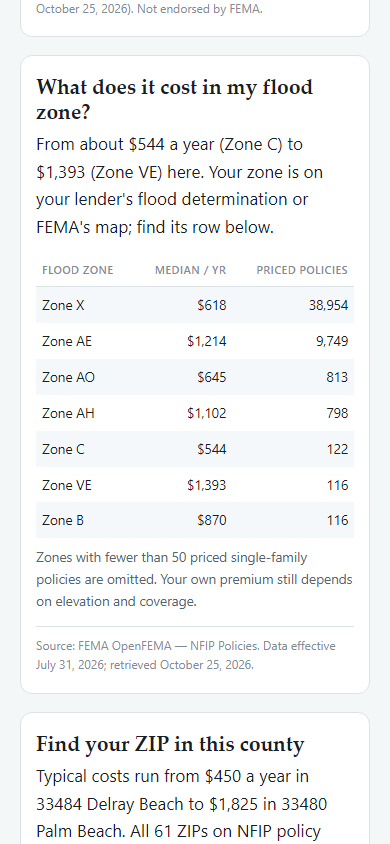 October 25, 2026). Not endorsed by FEMA.
What does it cost in my flood
zone?
From about $544 a year (Zone C) to
$1,393 (Zone VE) here. Your zone is on
your lender's flood determination or
FEMA's map; find its row below.
FLOOD ZONE MEDIAN / YR PRICED POLICIES
Zone X $618 38,954
Zone AE $1,214 9,749
Zone AO $645 813
Zone AH $1,102 798
Zone C $544 122
Zone VE $1,393 116
Zone B $870 116
Zones with fewer than 50 priced single-family
policies are omitted. Your own premium still depends
on elevation and coverage.
Source: FEMA OpenFEMA — NFIP Policies. Data effective
July 31, 2026; retrieved October 25, 2026.
Find your ZIP in this county
Typical costs run from $450 a year in
33484 Delray Beach to $1,825 in 33480
Palm Beach. All 61 ZIPs on NFIP policy